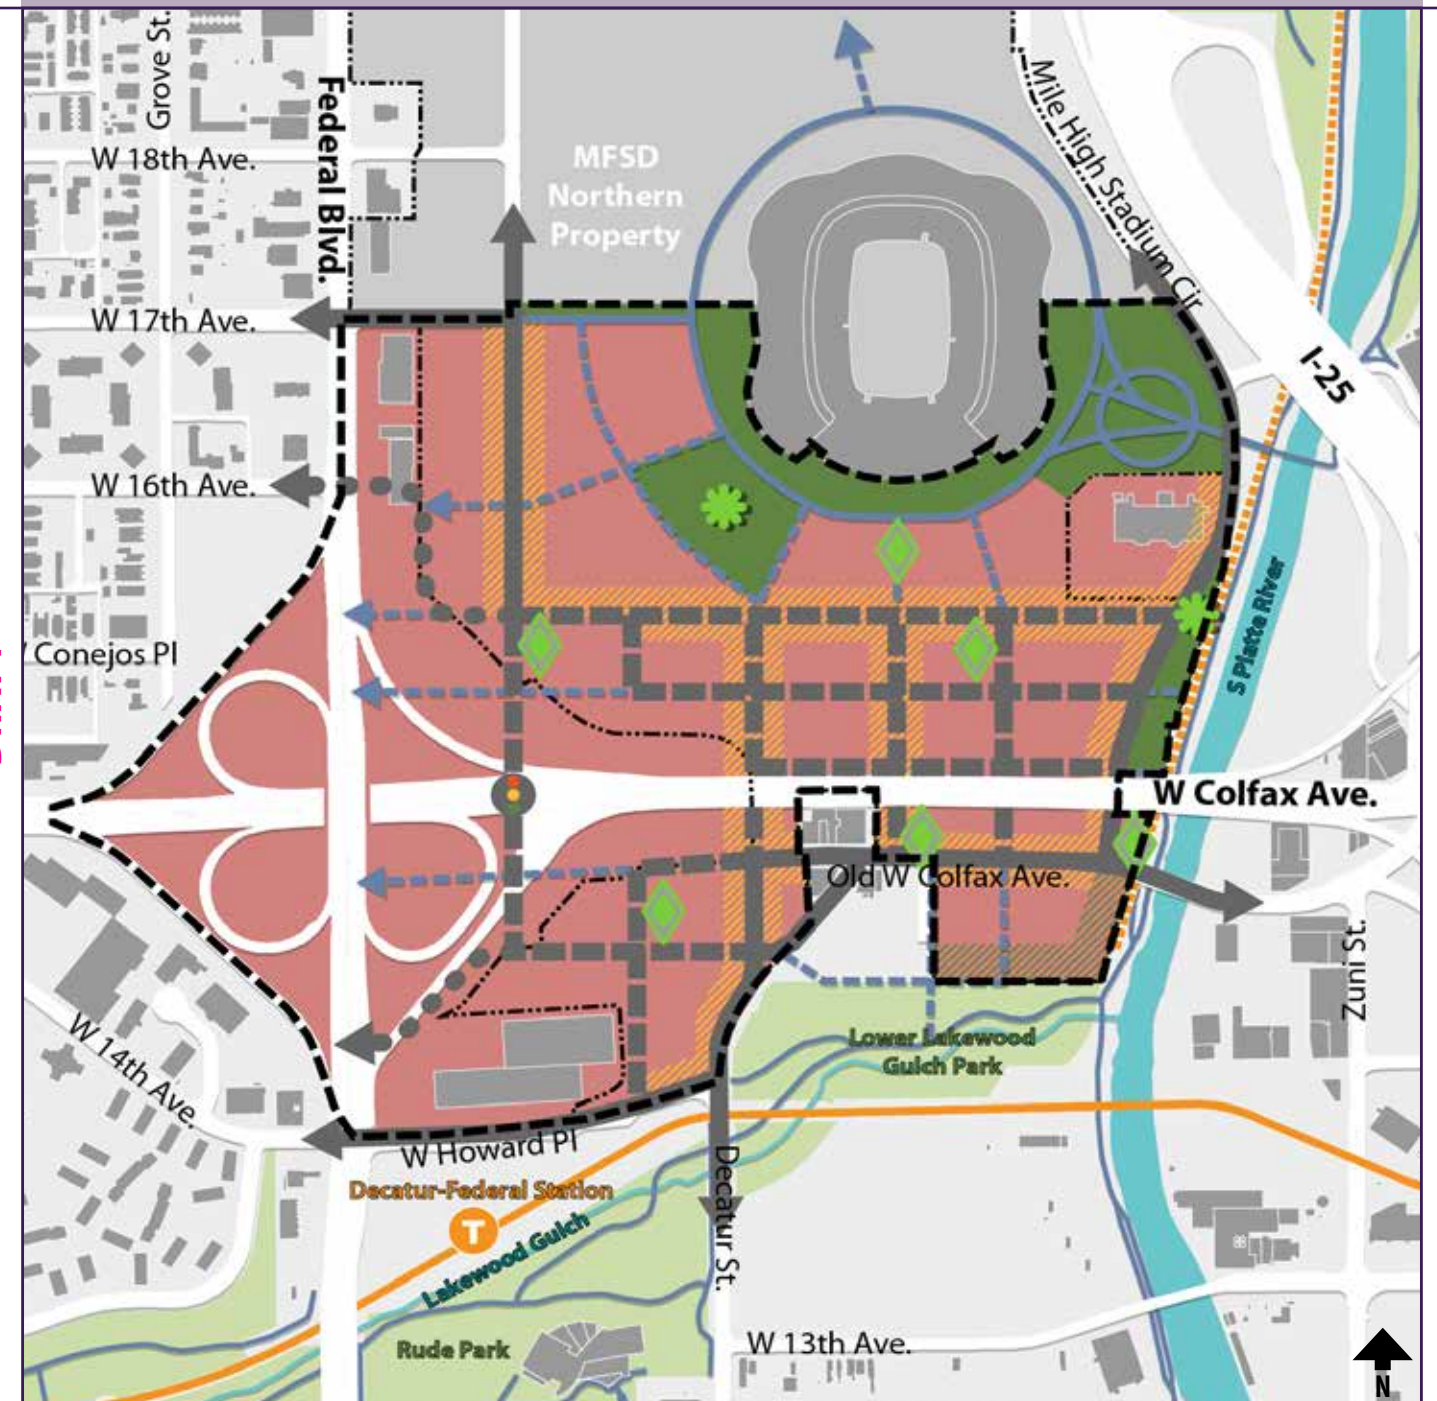 Grove St.
Federal Blvd.
W 18th Ave.
MFSD
Northern
Property
Mile High Stadium Cir
W 17th Ave.
I-25
W 16th Ave.
Conejos Pl
S Platte River
W Colfax Ave.
Old W Colfax Ave.
Zuni St.
W 14th Ave.
Lower Lakewood
Gulch Park
W Howard Pl
Decatur-Federal Station
T
Lakewood Gulch
Decatur St.
Rude Park
W 13th Ave.
N